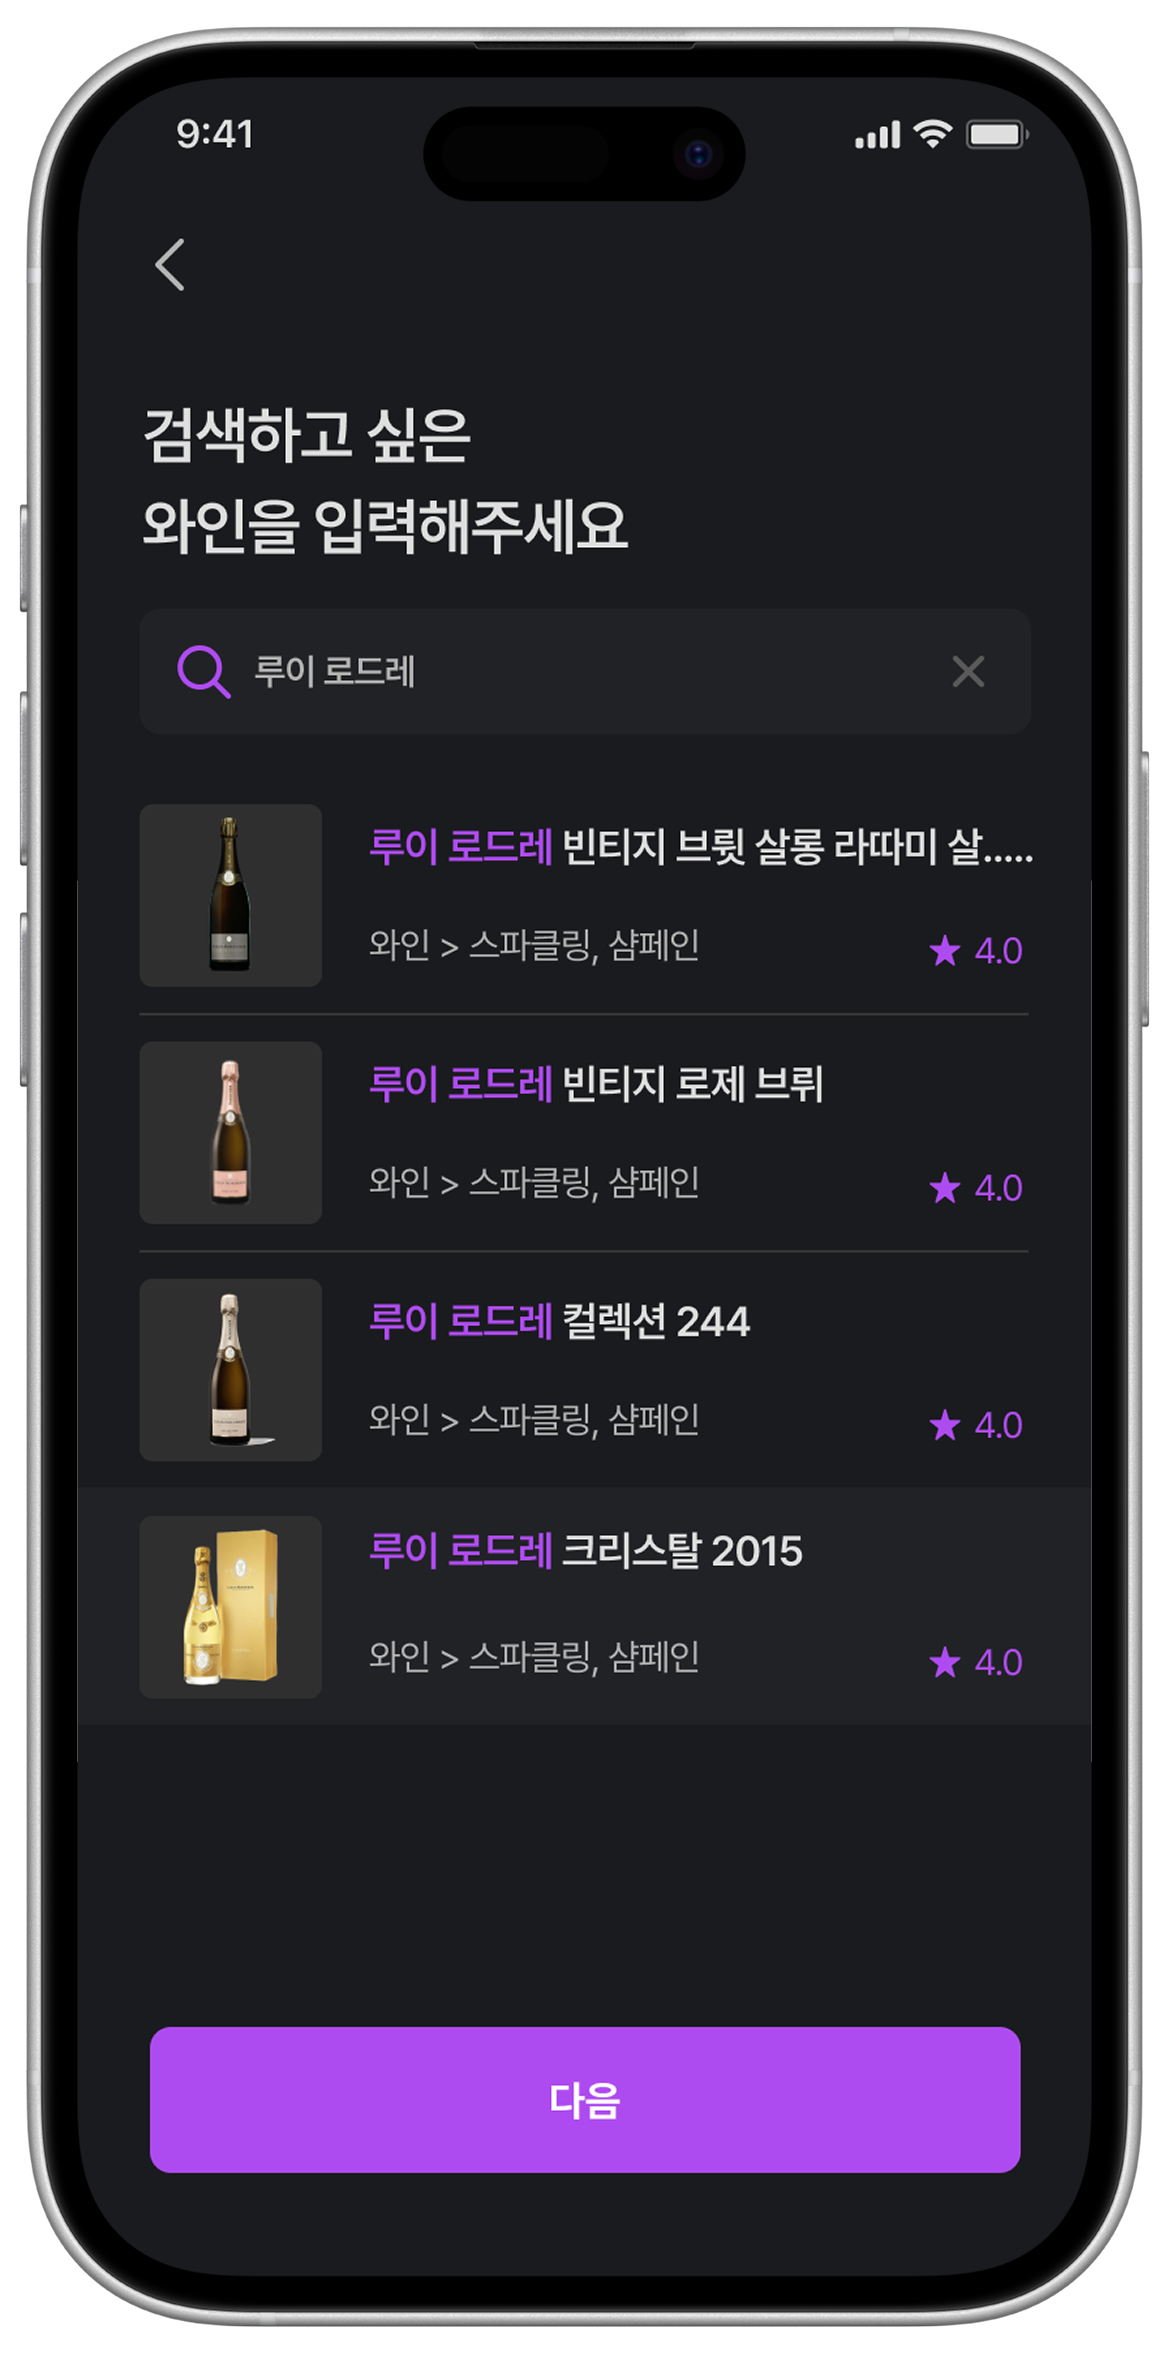 9:41
검색하고 싶은
와인을 입력해주세요
루이 로드레
루이 로드레 빈티지 브륏 살롱 라따미 살.....
와인 > 스파클링, 샴페인
★ 4.0
루이 로드레 빈티지 로제 브뤼
와인 > 스파클링, 샴페인
★ 4.0
루이 로드레 컬렉션 244
와인 > 스파클링, 샴페인
★ 4.0
루이 로드레 크리스탈 2015
와인 > 스파클링, 샴페인
★ 4.0
다음